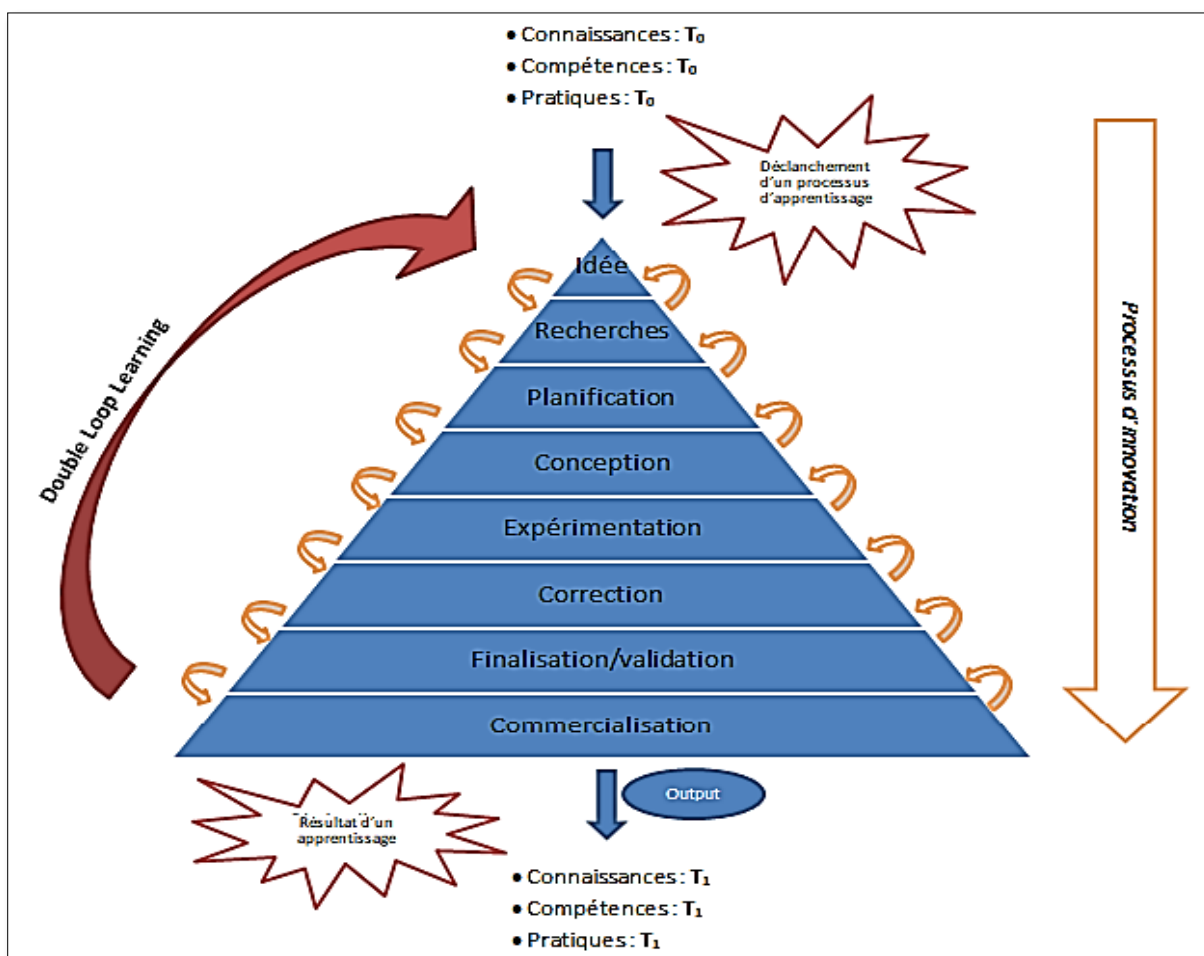 • Connaissances : T₀
• Compétences : T₀
• Pratiques : T₀
Déclanchement
d'un processus
d'apprentissage
Idée
Recherches
Planification
Conception
Expérimentation
Correction
Finalisation/validation
Commercialisation
Double Loop Learning
Processus d'innovation
Output
Résultat d'un
apprentissage
• Connaissances : T₁
• Compétences : T₁
• Pratiques : T₁